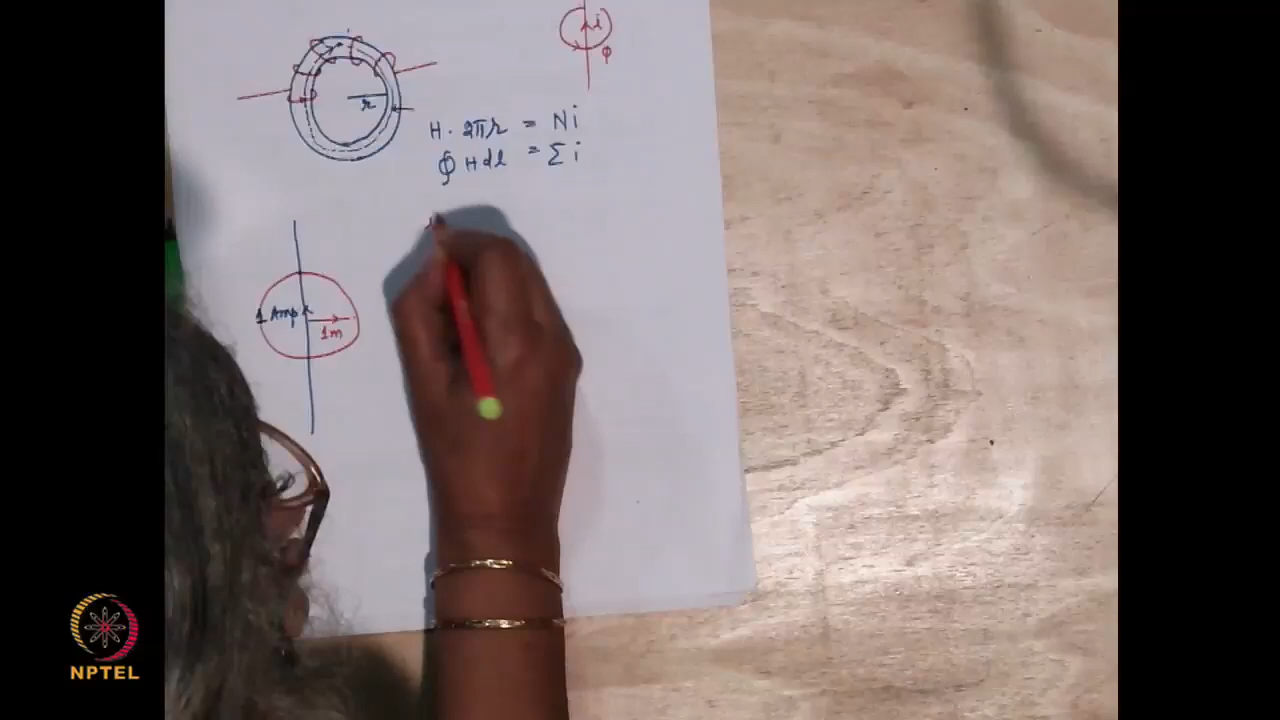 i
φ
r
H. 2πr = Ni
∮ H dl = Σ i
1 Amp
1m
NPTEL